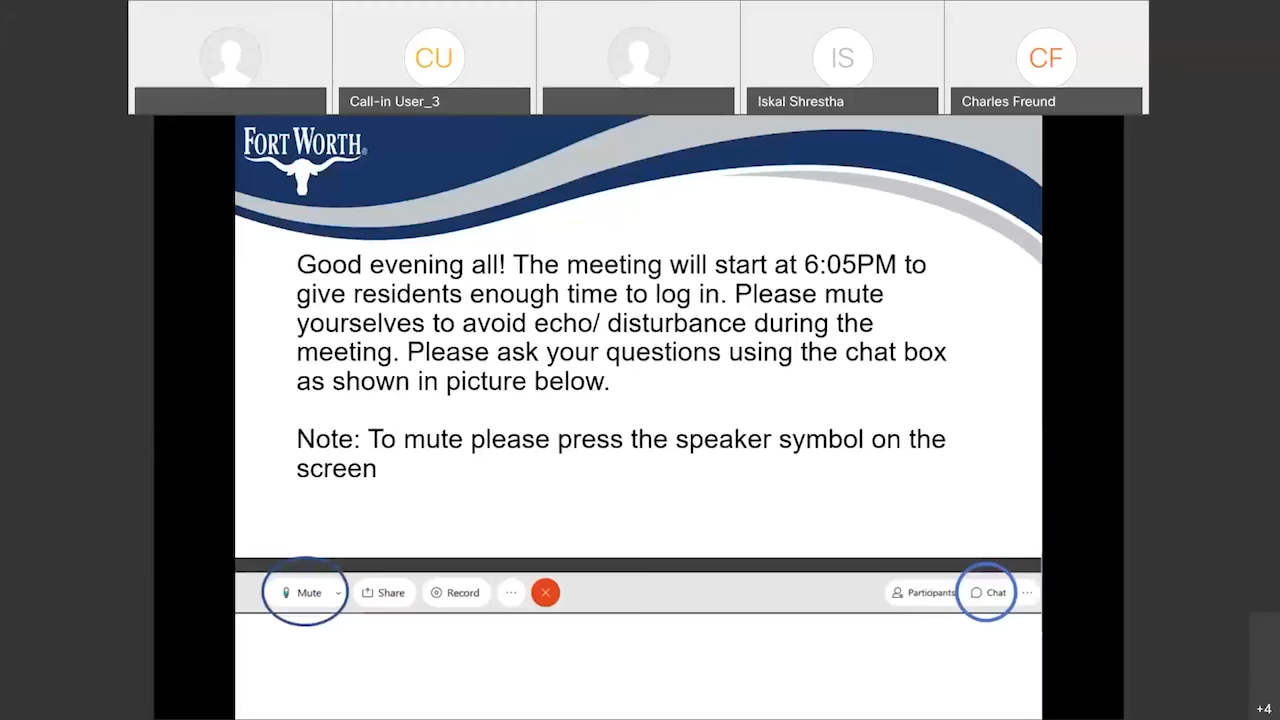 CU
IS
CF
Call-in User_3
Iskal Shrestha
Charles Freund
FORT WORTH®
Good evening all! The meeting will start at 6:05PM to
give residents enough time to log in. Please mute
yourselves to avoid echo/ disturbance during the
meeting. Please ask your questions using the chat box
as shown in picture below.
Note: To mute please press the speaker symbol on the
screen
Mute
Share
Record
Participants
Chat
+4